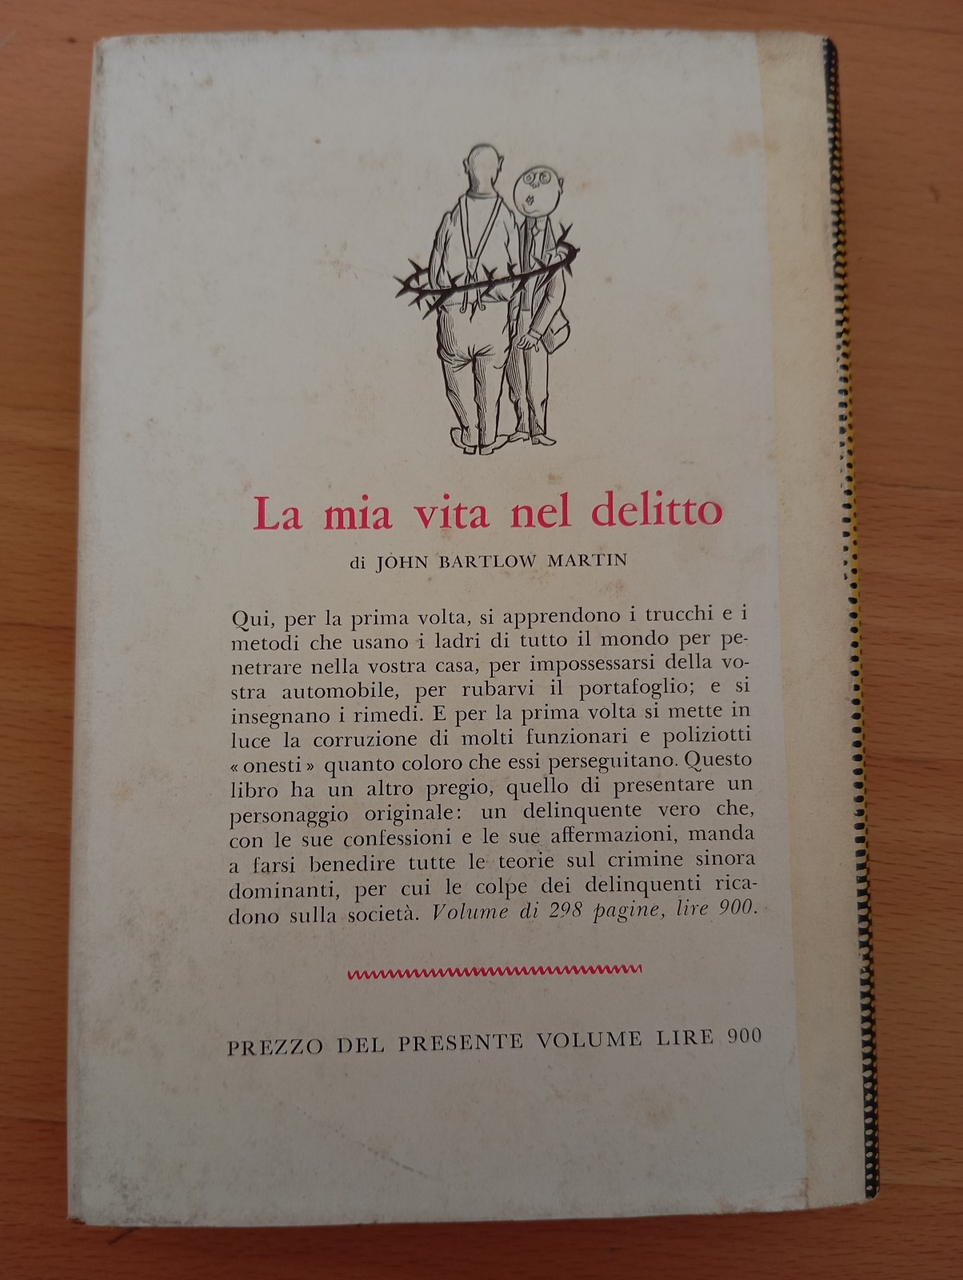 La mia vita nel delitto
di JOHN BARTLOW MARTIN
Qui, per la prima volta, si apprendono i trucchi e i
metodi che usano i ladri di tutto il mondo per pe-
netrare nella vostra casa, per impossessarsi della vo-
stra automobile, per rubarvi il portafoglio; e si
insegnano i rimedi. E per la prima volta si mette in
luce la corruzione di molti funzionari e poliziotti
« onesti » quanto coloro che essi perseguitano. Questo
libro ha un altro pregio, quello di presentare un
personaggio originale: un delinquente vero che,
con le sue confessioni e le sue affermazioni, manda
a farsi benedire tutte le teorie sul crimine sinora
dominanti, per cui le colpe dei delinquenti rica-
dono sulla società. Volume di 298 pagine, lire 900.
PREZZO DEL PRESENTE VOLUME LIRE 900